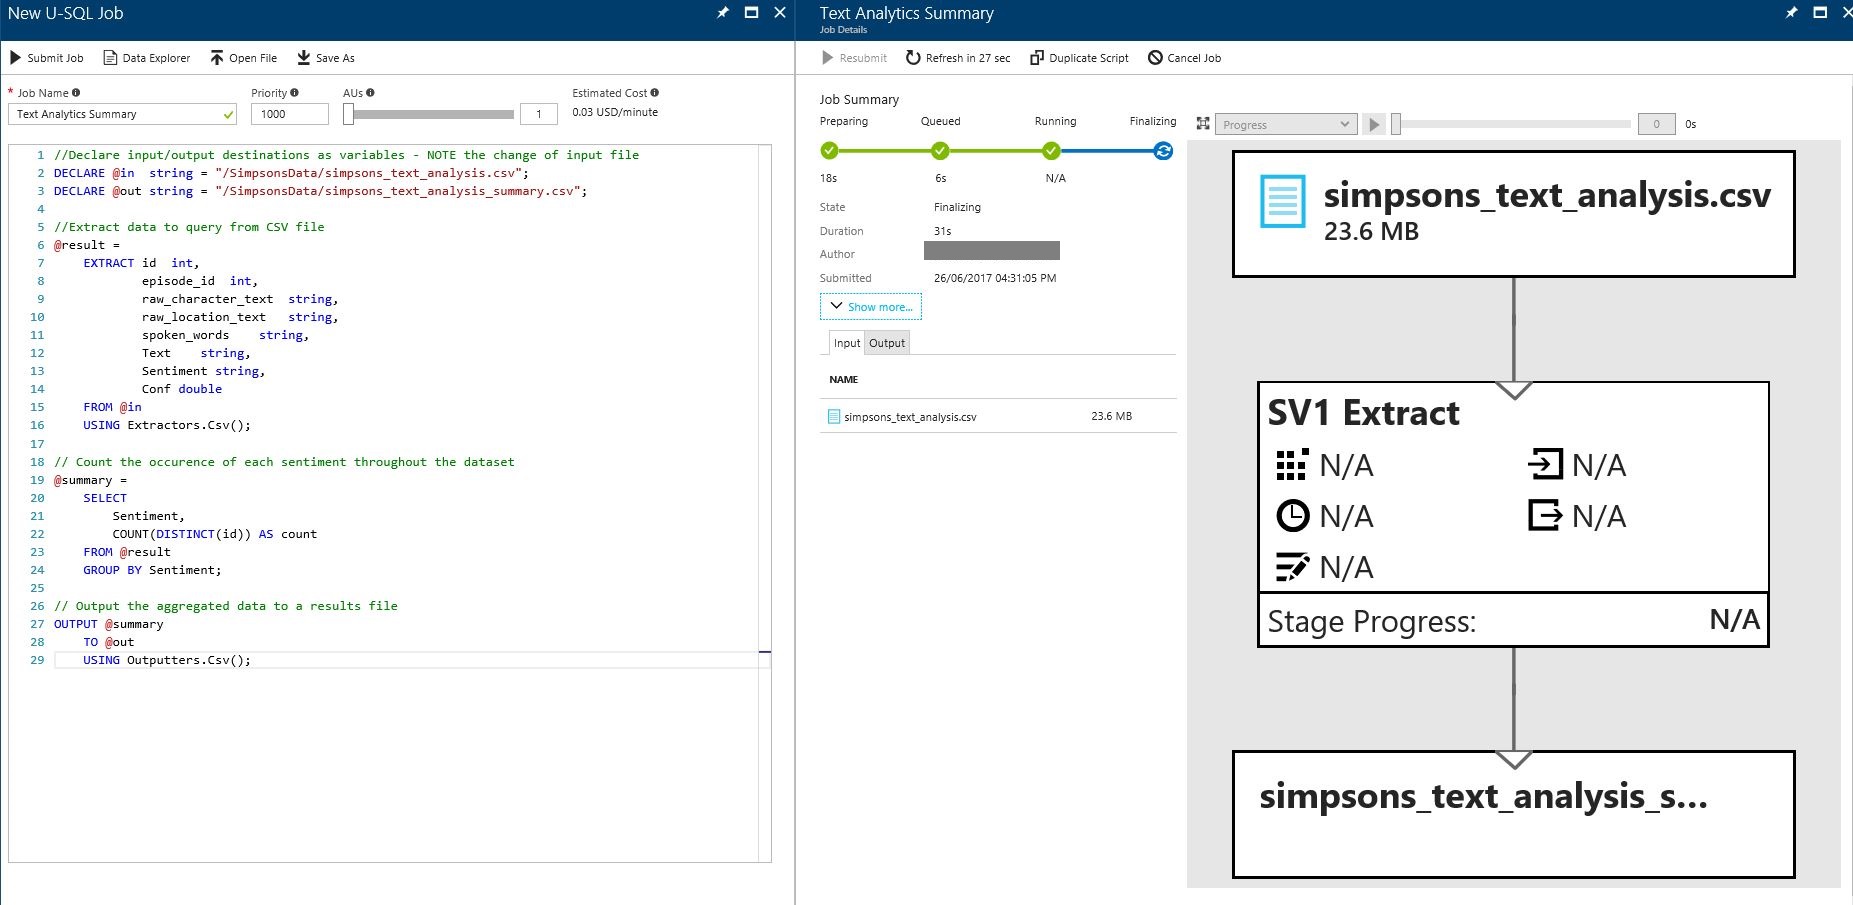 New U-SQL Job
Submit Job Data Explorer Open File Save As
* Job Name Priority AUs Estimated Cost
Text Analytics Summary 1000 1 0.03 USD/minute
1 //Declare input/output destinations as variables - NOTE the change of input file
2 DECLARE @in string = "/SimpsonsData/simpsons_text_analysis.csv";
3 DECLARE @out string = "/SimpsonsData/simpsons_text_analysis_summary.csv";
4
5 //Extract data to query from CSV file
6 @result =
7 EXTRACT id int,
8 episode_id int,
9 raw_character_text string,
10 raw_location_text string,
11 spoken_words string,
12 Text string,
13 Sentiment string,
14 Conf double
15 FROM @in
16 USING Extractors.Csv();
17
18 // Count the occurence of each sentiment throughout the dataset
19 @summary =
20 SELECT
21 Sentiment,
22 COUNT(DISTINCT(id)) AS count
23 FROM @result
24 GROUP BY Sentiment;
25
26 // Output the aggregated data to a results file
27 OUTPUT @summary
28 TO @out
29 USING Outputters.Csv();
Text Analytics Summary
Job Details
Resubmit Refresh in 27 sec Duplicate Script Cancel Job
Job Summary
Preparing Queued Running Finalizing
18s 6s N/A
State Finalizing
Duration 31s
Author
Submitted 26/06/2017 04:31:05 PM
Show more...
Input Output
NAME
simpsons_text_analysis.csv 23.6 MB
Progress 0 0s
simpsons_text_analysis.csv
23.6 MB
SV1 Extract
N/A N/A
N/A N/A
N/A
Stage Progress: N/A
simpsons_text_analysis_s...